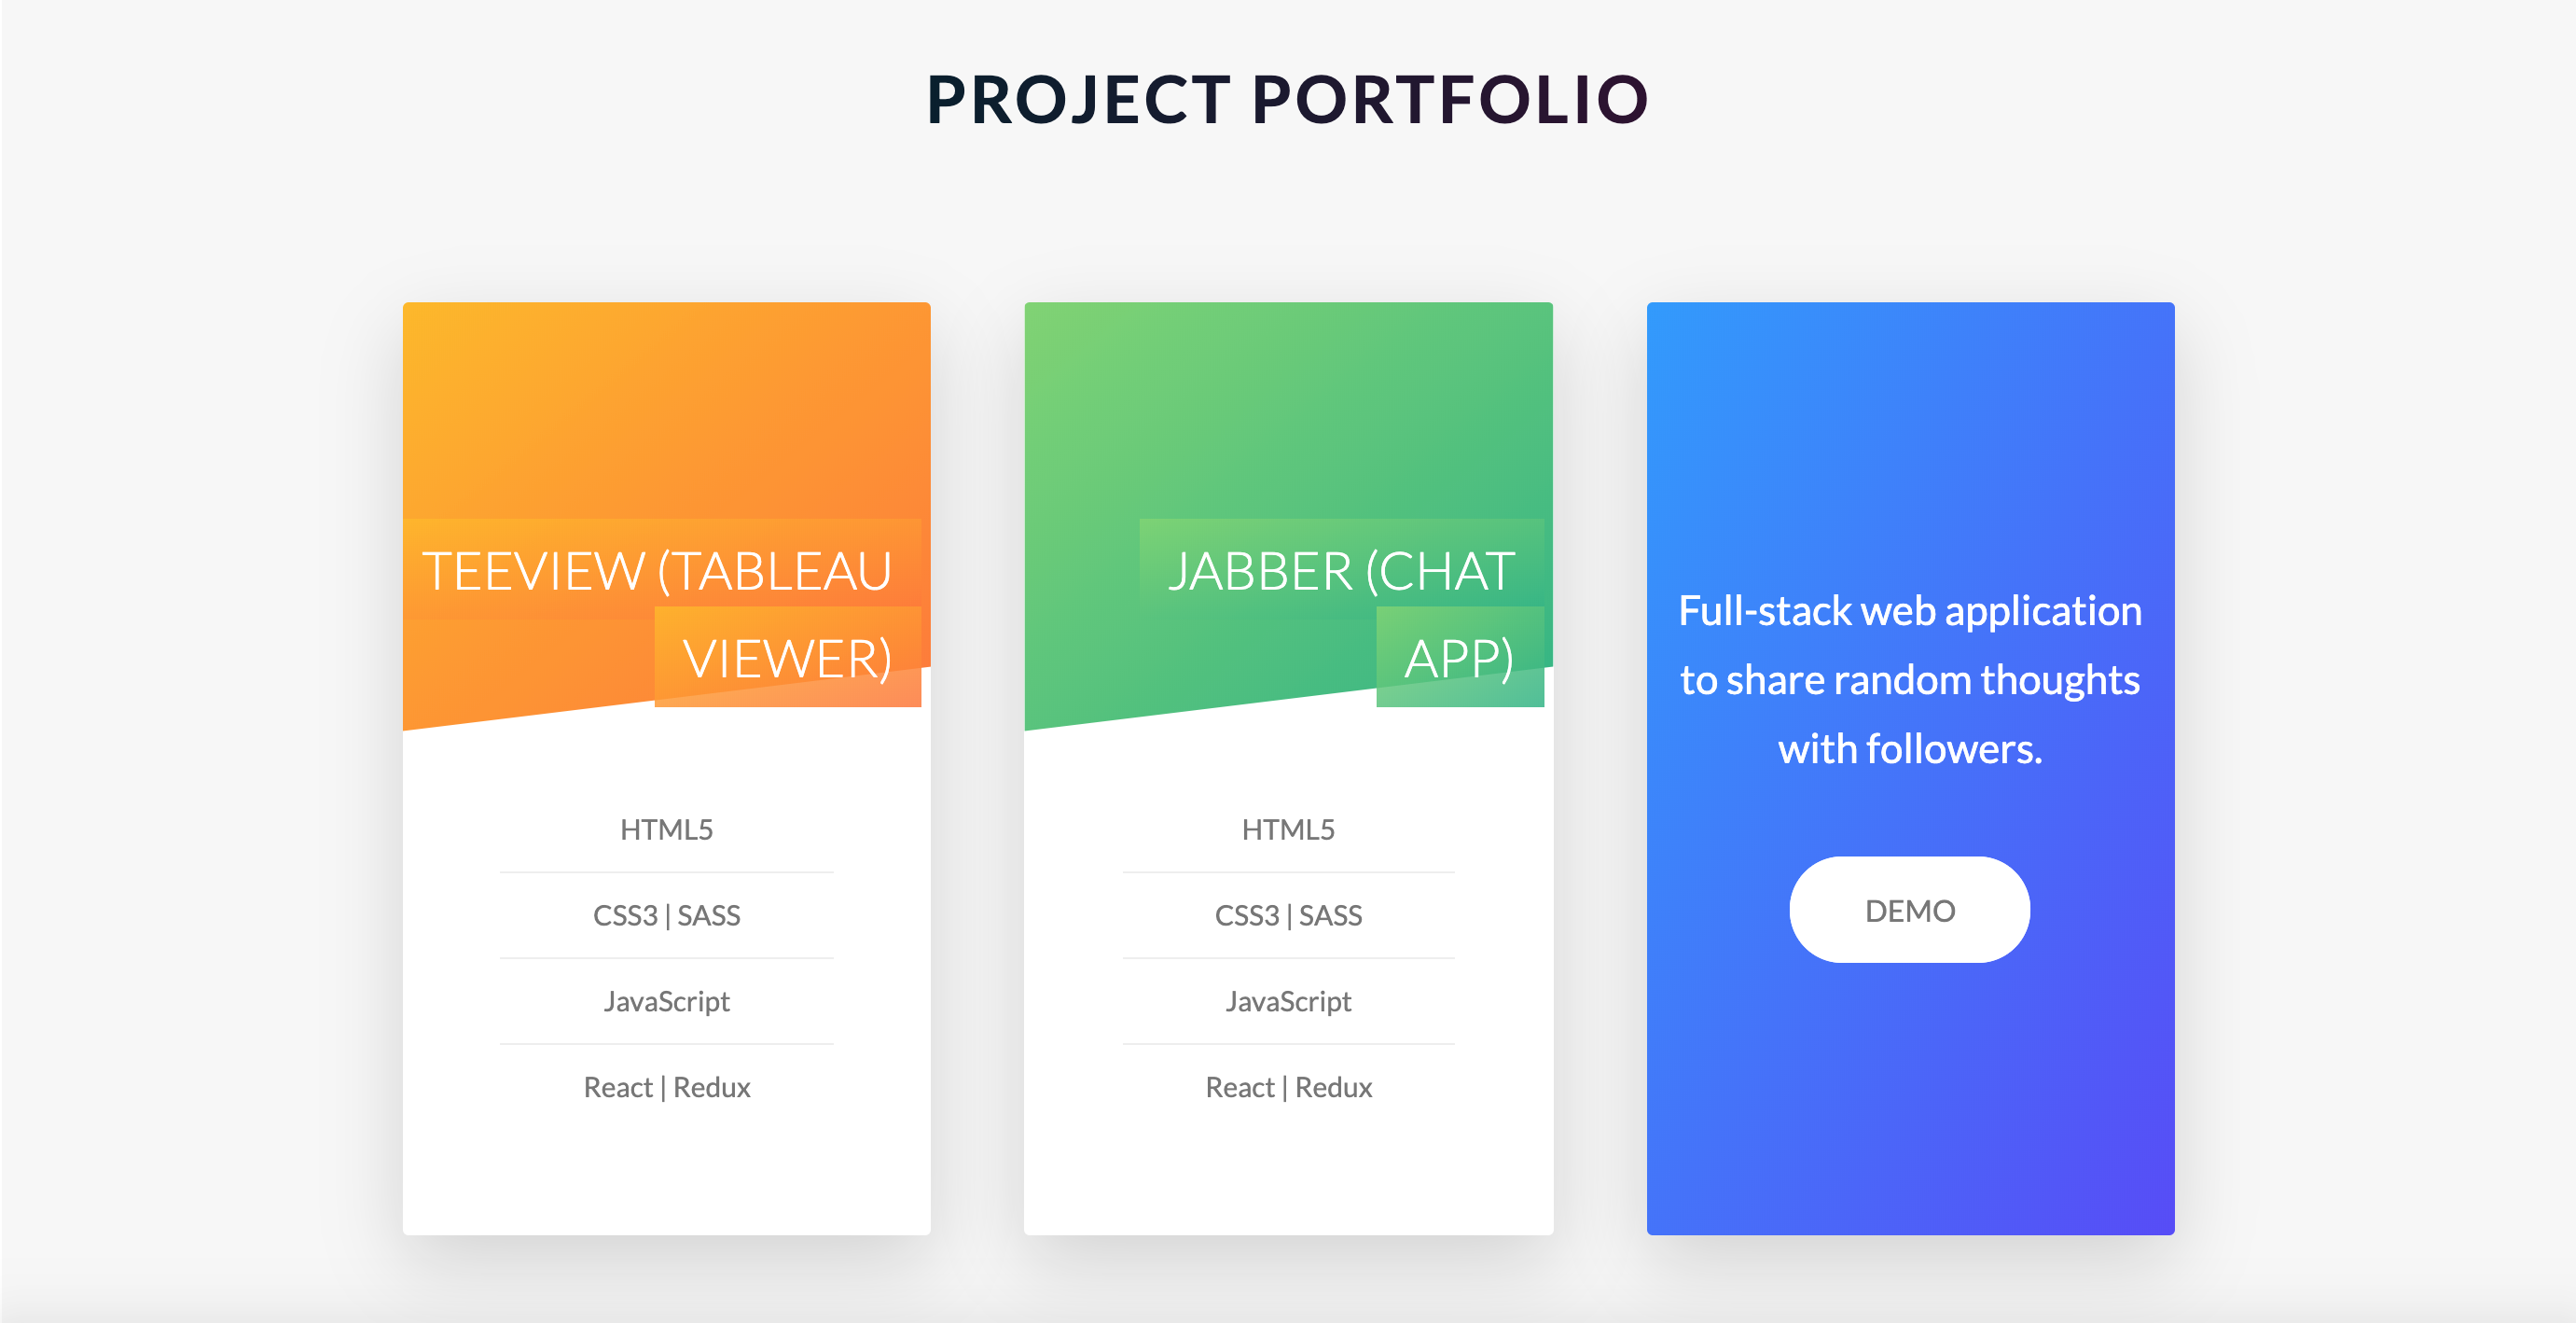 PROJECT PORTFOLIO
TEEVIEW (TABLEAU
VIEWER)
HTML5
CSS3 | SASS
JavaScript
React | Redux
JABBER (CHAT
APP)
HTML5
CSS3 | SASS
JavaScript
React | Redux
Full-stack web application
to share random thoughts
with followers.
DEMO